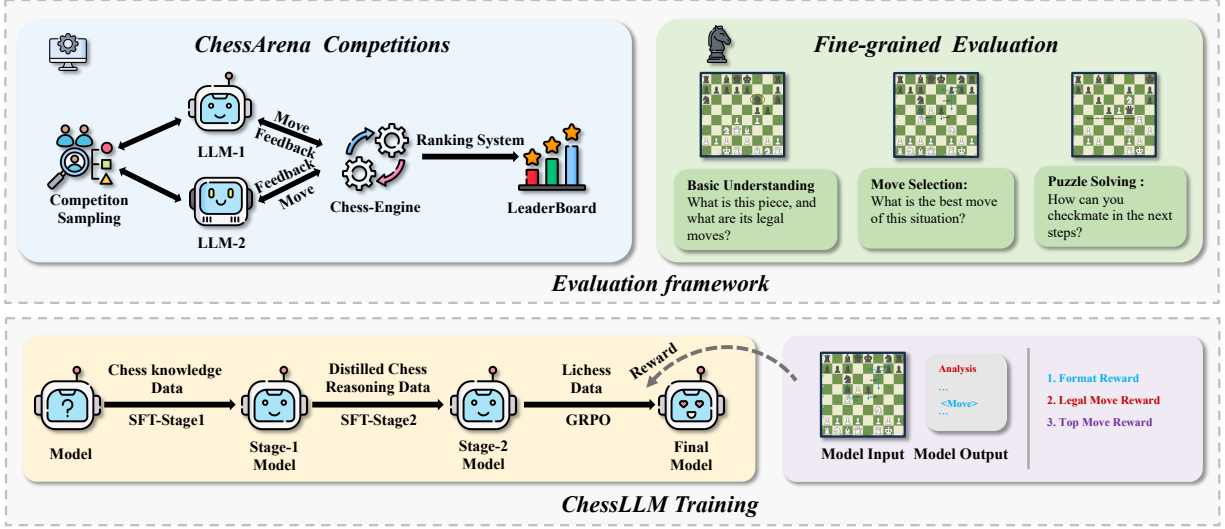 ChessArena Competitions
LLM-1
LLM-2
Competiton
Sampling
Move
Feedback
Feedback
Move
Chess-Engine
Ranking System
LeaderBoard
Fine-grained Evaluation
Basic Understanding
What is this piece, and
what are its legal
moves?
Move Selection:
What is the best move
of this situation?
Puzzle Solving :
How can you
checkmate in the next
steps?
Evaluation framework
Model
Chess knowledge
Data
SFT-Stage1
Stage-1
Model
Distilled Chess
Reasoning Data
SFT-Stage2
Stage-2
Model
Lichess
Data
GRPO
Reward
Final
Model
Model Input
Analysis
...
<Move>
...
Model Output
1. Format Reward
2. Legal Move Reward
3. Top Move Reward
ChessLLM Training